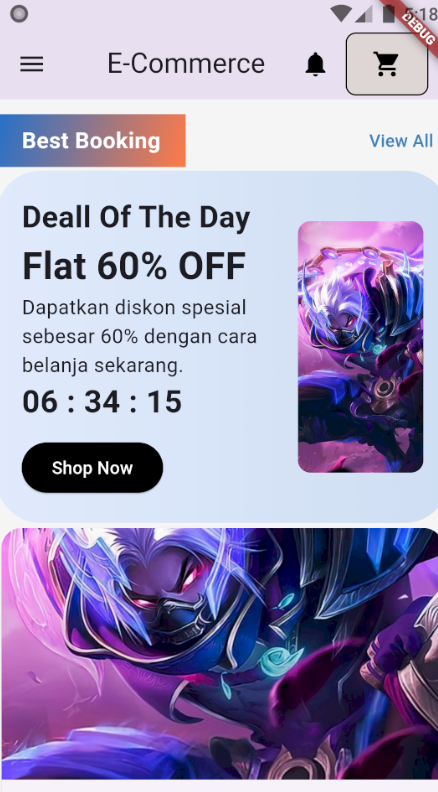 5:18
DEBUG
E-Commerce
Best Booking
View All
Deall Of The Day
Flat 60% OFF
Dapatkan diskon spesial
sebesar 60% dengan cara
belanja sekarang.
06 : 34 : 15
Shop Now